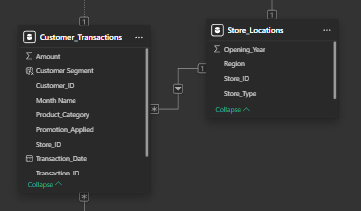 1
1
Customer_Transactions ...
Amount
Customer Segment
Customer_ID
Month Name
Product_Category
Promotion_Applied
Store_ID
Transaction_Date
Transaction_ID
Collapse
*
*
1
Store_Locations ...
Opening_Year
Region
Store_ID
Store_Type
Collapse